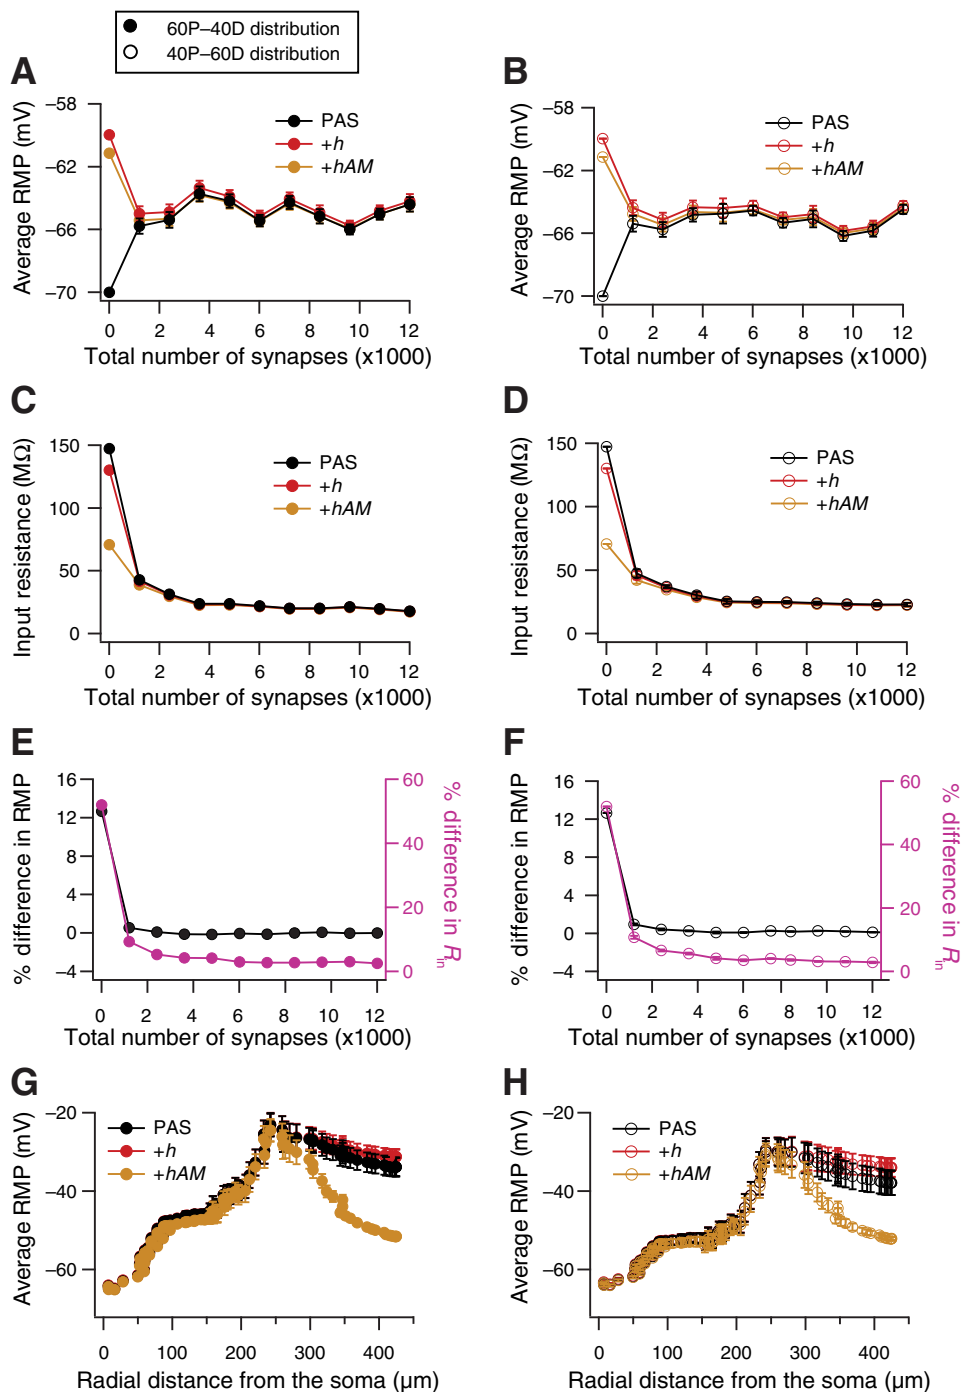 60P–40D distribution
40P–60D distribution
A
Average RMP (mV)
–58
–62
–66
–70
PAS
+h
+hAM
0 2 4 6 8 10 12
Total number of synapses (x1000)
B
Average RMP (mV)
–58
–62
–66
–70
PAS
+h
+hAM
0 2 4 6 8 10 12
Total number of synapses (x1000)
C
Input resistance (MΩ)
150
100
50
0
PAS
+h
+hAM
0 2 4 6 8 10 12
Total number of synapses (x1000)
D
Input resistance (MΩ)
150
100
50
0
PAS
+h
+hAM
0 2 4 6 8 10 12
Total number of synapses (x1000)
E
% difference in RMP
16
12
8
4
0
–4
60
40
20
0
% difference in Rin
0 2 4 6 8 10 12
Total number of synapses (x1000)
F
% difference in RMP
16
12
8
4
0
–4
60
40
20
0
% difference in Rin
0 2 4 6 8 10 12
Total number of synapses (x1000)
G
Average RMP (mV)
–20
–40
–60
PAS
+h
+hAM
0 100 200 300 400
Radial distance from the soma (µm)
H
Average RMP (mV)
–20
–40
–60
PAS
+h
+hAM
0 100 200 300 400
Radial distance from the soma (µm)